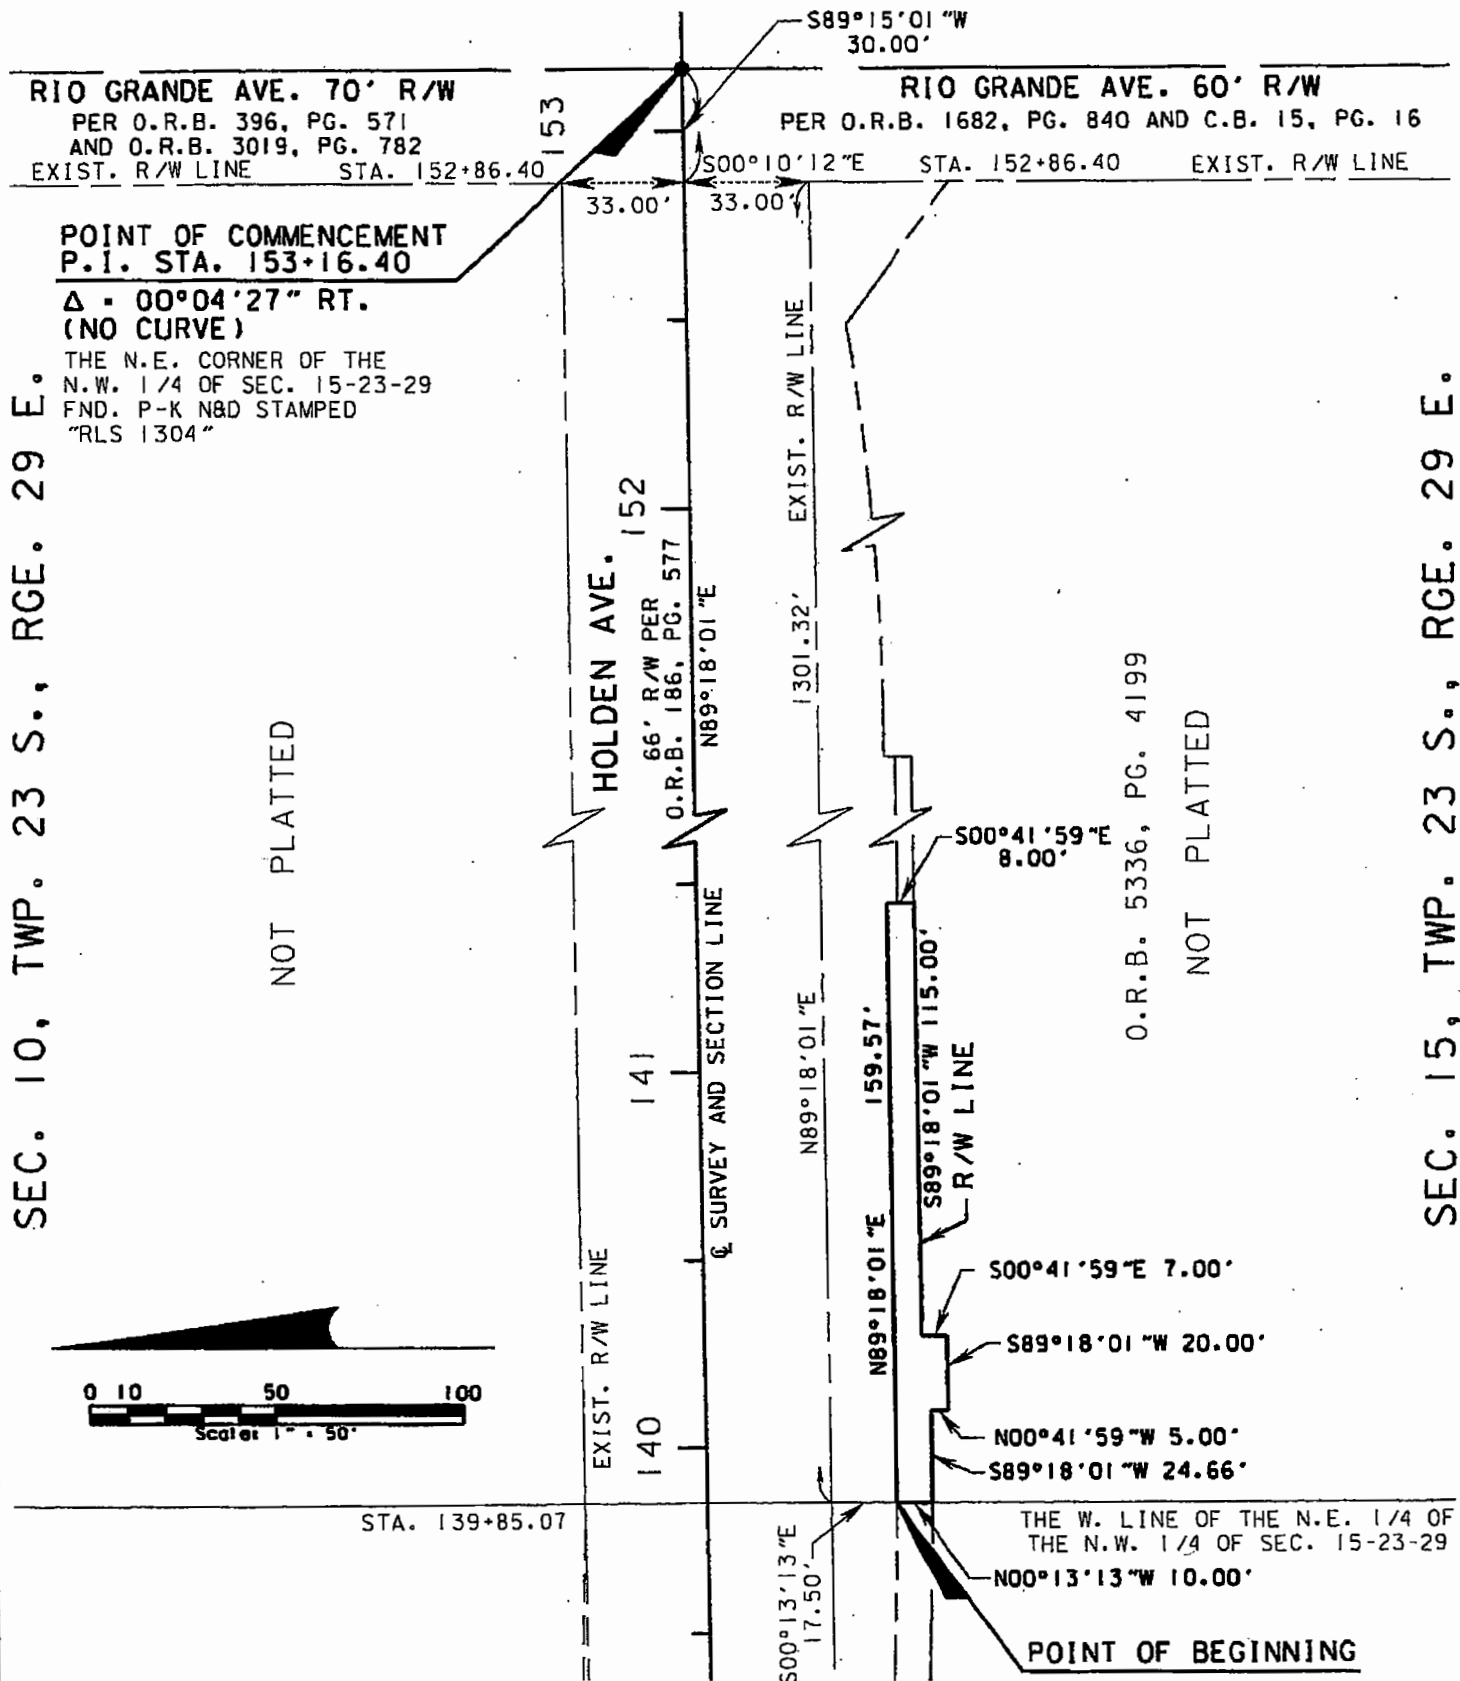 S89°15'01"W
30.00'
RIO GRANDE AVE. 70' R/W
PER O.R.B. 396, PG. 571
AND O.R.B. 3019, PG. 782
EXIST. R/W LINE
STA. 152+86.40
153
RIO GRANDE AVE. 60' R/W
PER O.R.B. 1682, PG. 840 AND C.B. 15, PG. 16
S00°10'12"E
STA. 152+86.40
EXIST. R/W LINE
33.00'
33.00'
POINT OF COMMENCEMENT
P.I. STA. 153+16.40
Δ = 00°04'27" RT.
(NO CURVE)
THE N.E. CORNER OF THE
N.W. 1/4 OF SEC. 15-23-29
FND. P-K N&D STAMPED
"RLS 1304"
SEC. 10, TWP. 23 S., RGE. 29 E.
NOT PLATTED
HOLDEN AVE.
152
66' R/W PER
O.R.B. 186, PG. 577
N89°18'01"E
EXIST. R/W LINE
1301.32'
O.R.B. 5336, PG. 4199
NOT PLATTED
SEC. 15, TWP. 23 S., RGE. 29 E.
S00°41'59"E
8.00'
141
℄ SURVEY AND SECTION LINE
N89°18'01"E
159.57'
N89°18'01"E
S89°18'01"W 115.00'
R/W LINE
S00°41'59"E 7.00'
S89°18'01"W 20.00'
N00°41'59"W 5.00'
S89°18'01"W 24.66'
0 10 50 100
Scale: 1" = 50'
EXIST. R/W LINE
140
STA. 139+85.07
S00°13'13"E
17.50'
THE W. LINE OF THE N.E. 1/4 OF
THE N.W. 1/4 OF SEC. 15-23-29
N00°13'13"W 10.00'
POINT OF BEGINNING